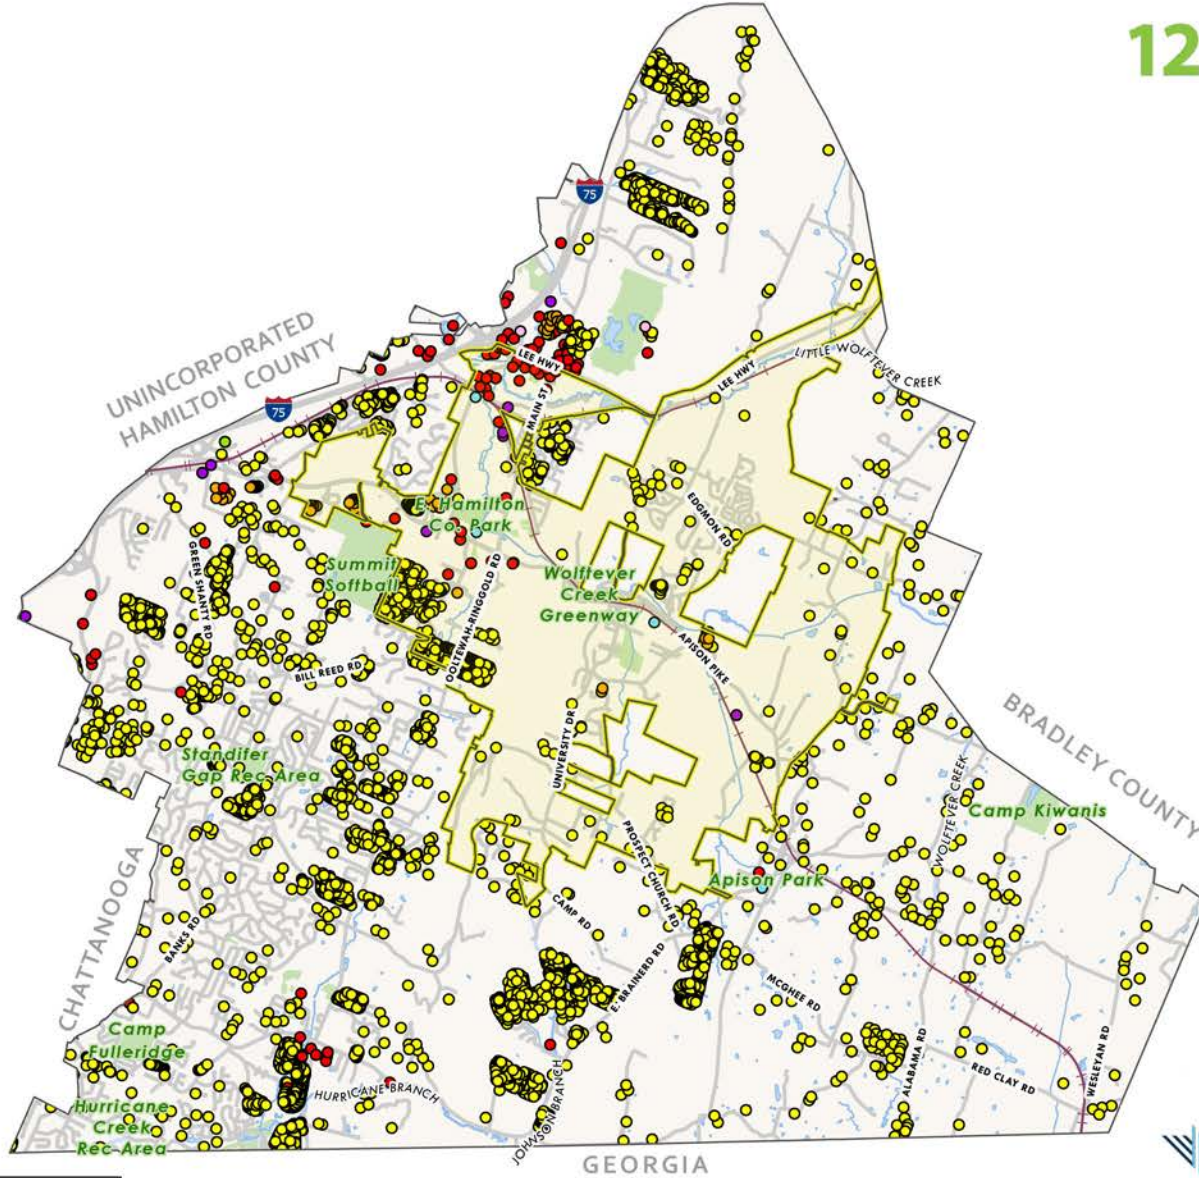 12
75
UNINCORPORATED
HAMILTON COUNTY
75
LEE HWY
MAIN ST
LEE HWY
LITTLE WOLFTEVER CREEK
E. Hamilton
Co. Park
EDGMON RD
Summit
Softball
GREEN SHANTY RD
OOLTEWAH-RINGGOLD RD
Wolftever
Creek
Greenway
BILL REED RD
APISON PIKE
UNIVERSITY DR
BRADLEY COUNTY
Standifer
Gap Rec Area
WOLFTEVER CREEK
Camp Kiwanis
PROSPECT CHURCH RD
Apison Park
CHATTANOOGA
BANKS RD
CAMP RD
E. BRAINERD RD
MCGHEE RD
Camp
Fulleridge
ALABAMA RD
RED CLAY RD
WESLEYAN RD
HURRICANE BRANCH
Hurricane
Creek
Rec Area
JOHNSON BRANCH
GEORGIA